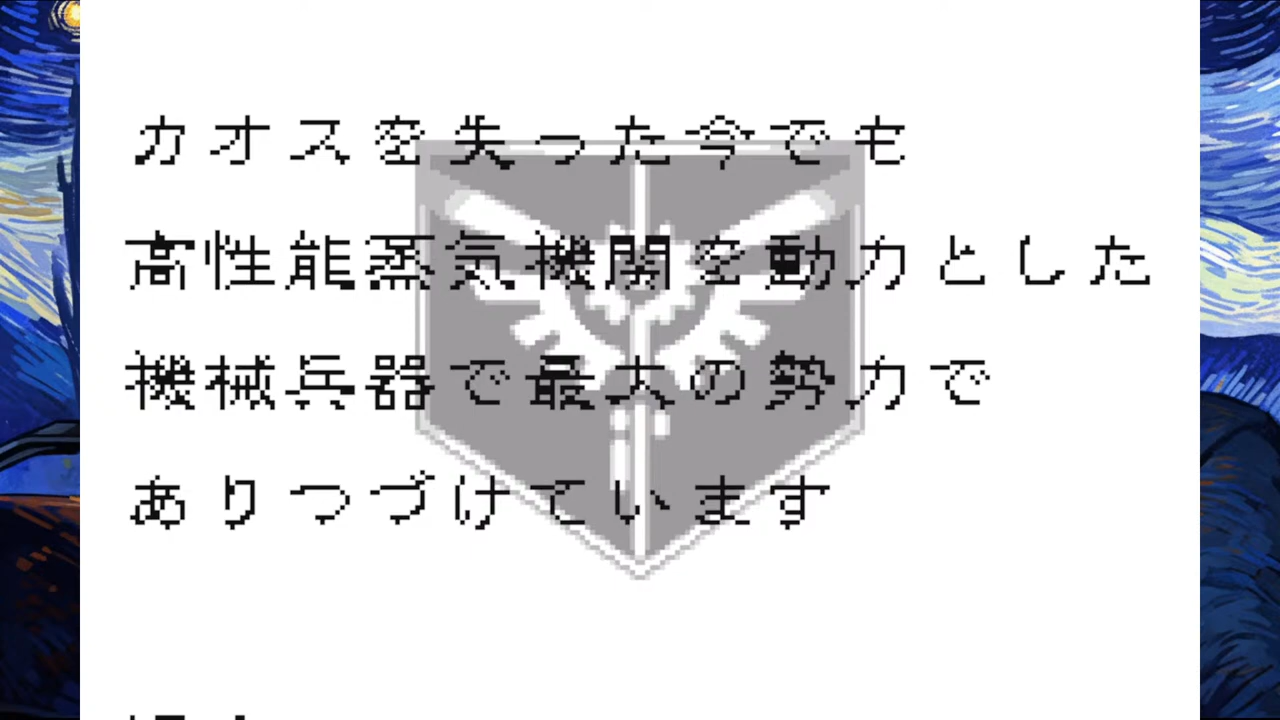 カオスを失った今でも
高性能蒸気機関を動力とした
機械兵器で最大の勢力で
ありつづけています